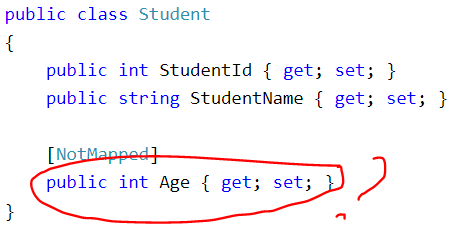 public class Student
{
public int StudentId { get; set; }
public string StudentName { get; set; }
[NotMapped]
public int Age { get; set; }
?
}